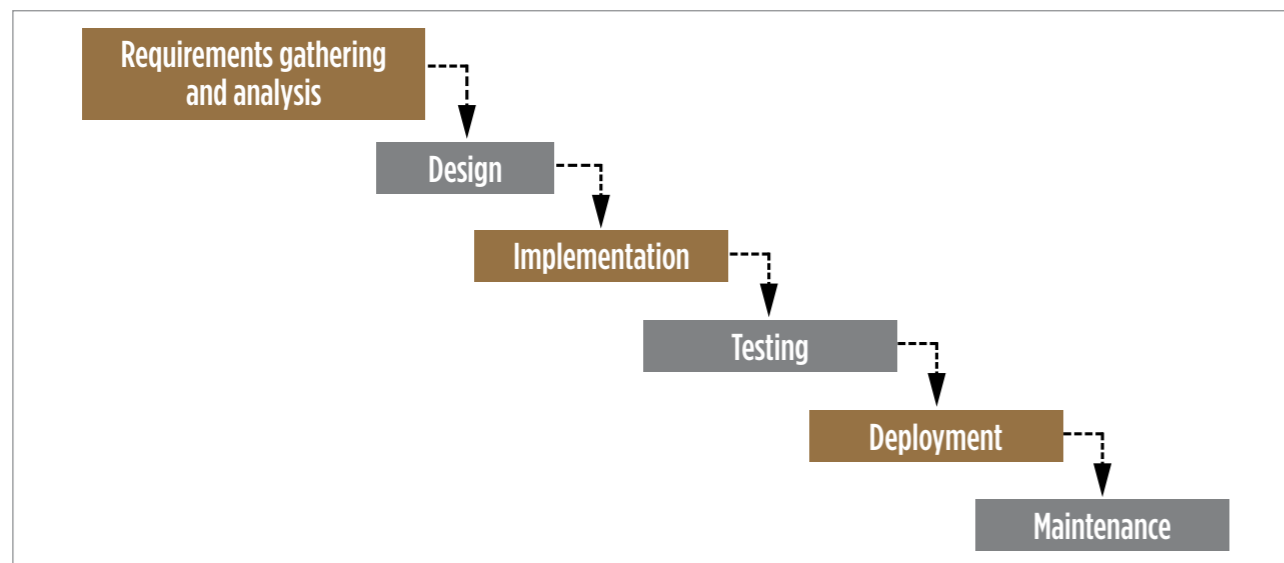 Requirements gathering
and analysis
Design
Implementation
Testing
Deployment
Maintenance